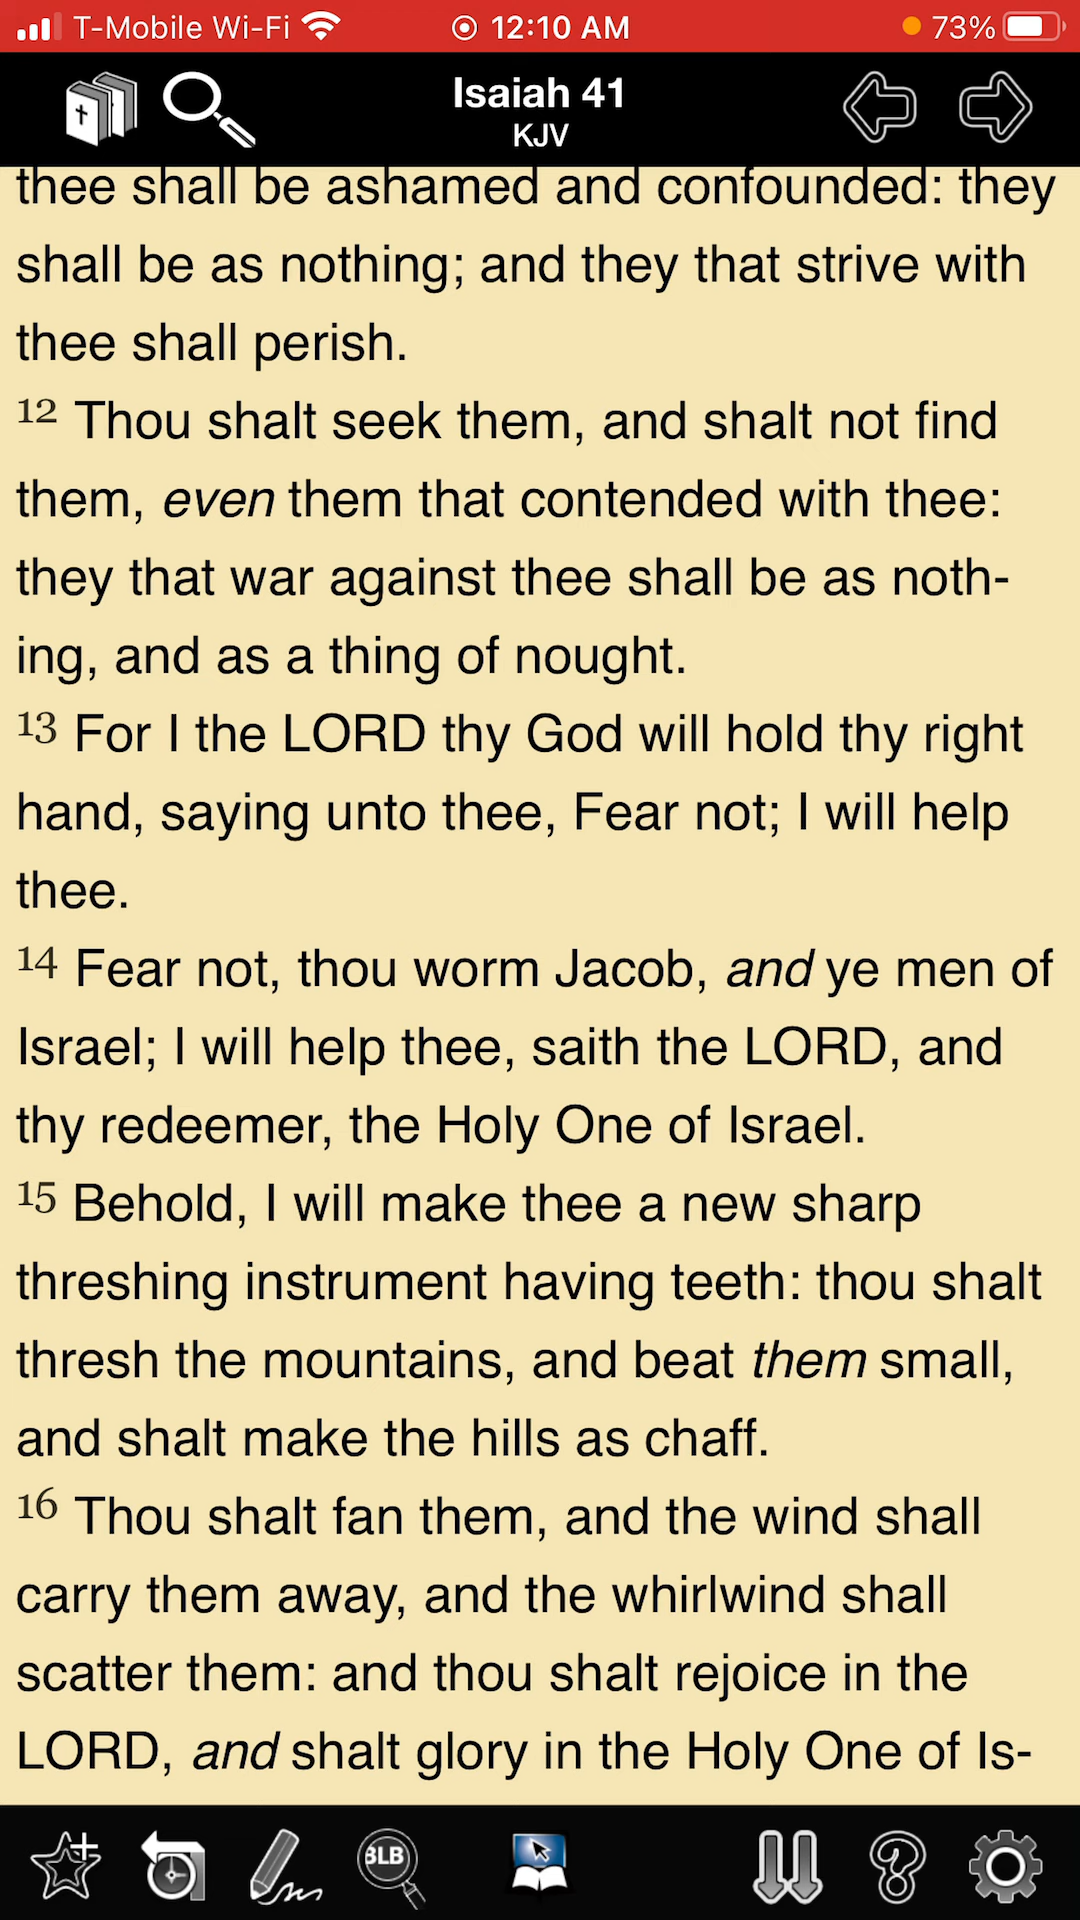 T-Mobile Wi-Fi 12:10 AM 73%
Isaiah 41
KJV
thee shall be ashamed and confounded: they
shall be as nothing; and they that strive with
thee shall perish.
12 Thou shalt seek them, and shalt not find
them, even them that contended with thee:
they that war against thee shall be as noth-
ing, and as a thing of nought.
13 For I the LORD thy God will hold thy right
hand, saying unto thee, Fear not; I will help
thee.
14 Fear not, thou worm Jacob, and ye men of
Israel; I will help thee, saith the LORD, and
thy redeemer, the Holy One of Israel.
15 Behold, I will make thee a new sharp
threshing instrument having teeth: thou shalt
thresh the mountains, and beat them small,
and shalt make the hills as chaff.
16 Thou shalt fan them, and the wind shall
carry them away, and the whirlwind shall
scatter them: and thou shalt rejoice in the
LORD, and shalt glory in the Holy One of Is-
BLB